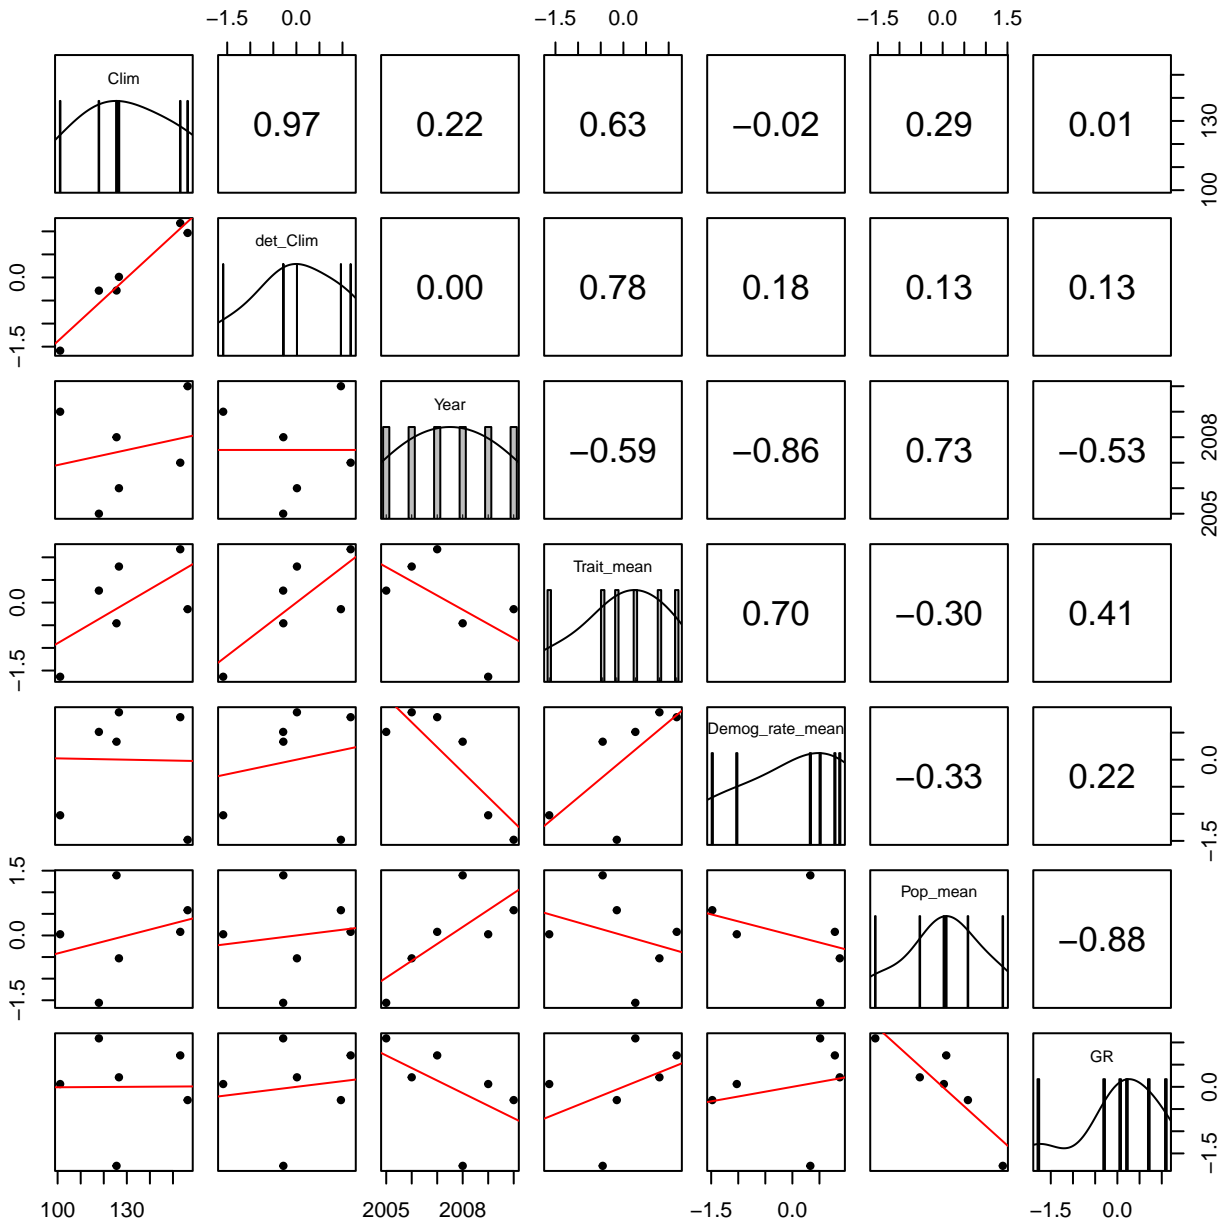 −1.5 0.0 −1.5 0.0 −1.5 0.0 1.5
Clim 0.97 0.22 0.63 −0.02 0.29 0.01 100 130
−1.5 0.0 det_Clim 0.00 0.78 0.18 0.13 0.13
Year −0.59 −0.86 0.73 −0.53 2005 2008
−1.5 0.0 Trait_mean 0.70 −0.30 0.41
Demog_rate_mean −0.33 0.22 −1.5 0.0
−1.5 0.0 1.5 Pop_mean −0.88
GR −1.5 0.0
100 130 2005 2008 −1.5 0.0 −1.5 0.0